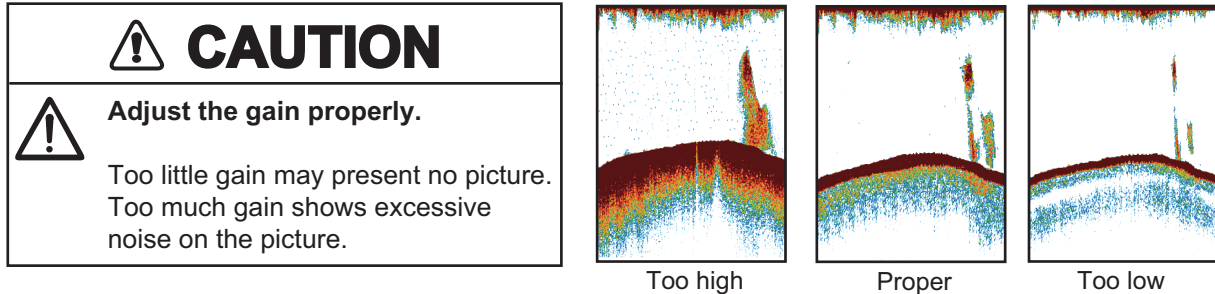 CAUTION
Adjust the gain properly.
Too little gain may present no picture.
Too much gain shows excessive
noise on the picture.
Too high
Proper
Too low